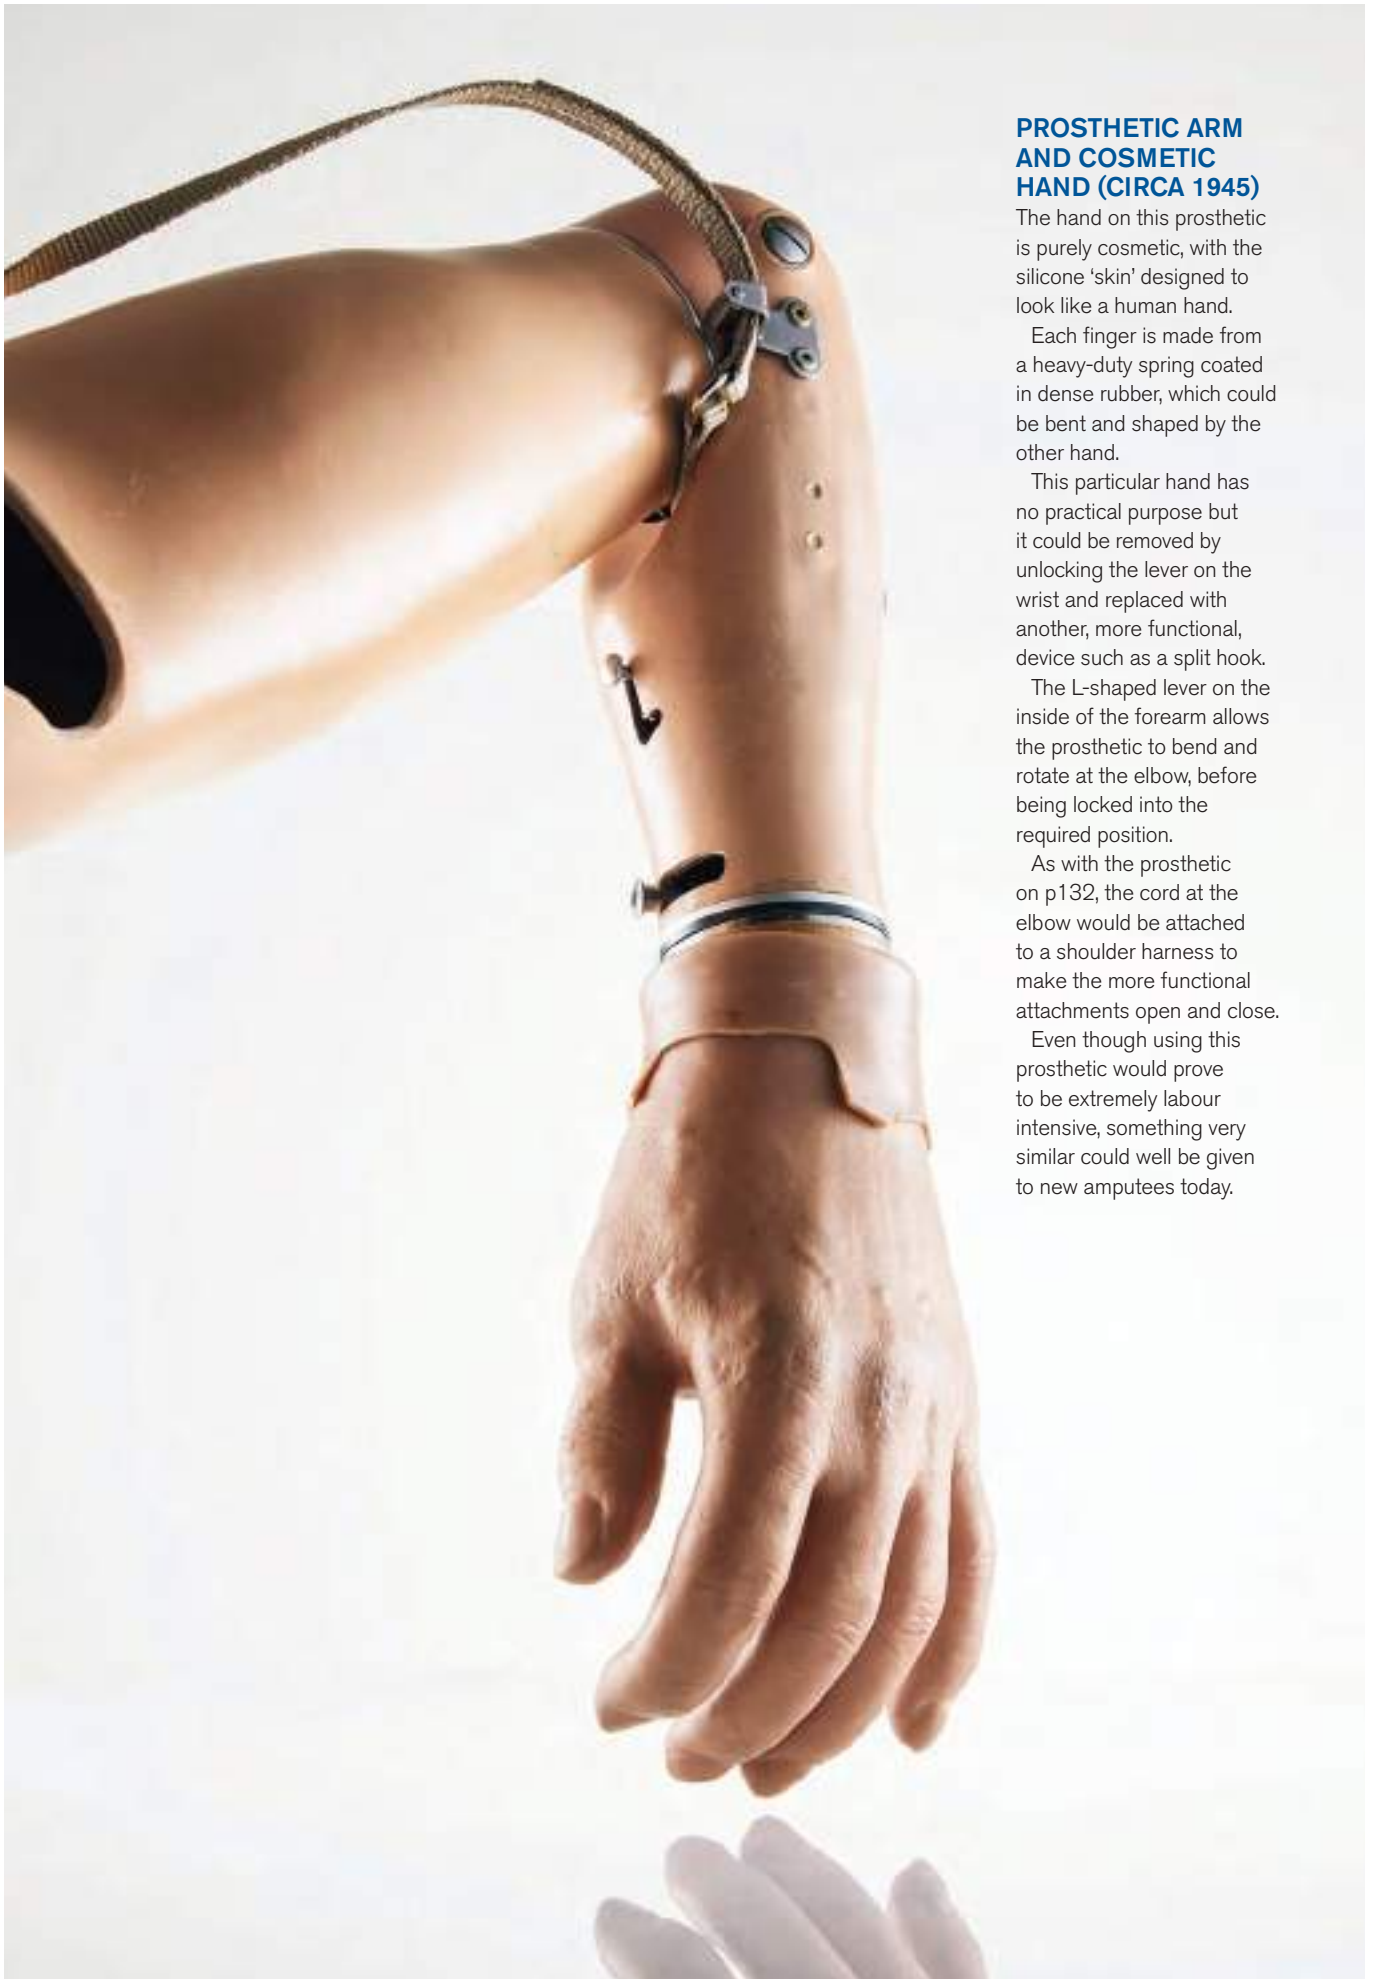 PROSTHETIC ARM
AND COSMETIC
HAND (CIRCA 1945)
The hand on this prosthetic
is purely cosmetic, with the
silicone ‘skin’ designed to
look like a human hand.
Each finger is made from
a heavy-duty spring coated
in dense rubber, which could
be bent and shaped by the
other hand.
This particular hand has
no practical purpose but
it could be removed by
unlocking the lever on the
wrist and replaced with
another, more functional,
device such as a split hook.
The L-shaped lever on the
inside of the forearm allows
the prosthetic to bend and
rotate at the elbow, before
being locked into the
required position.
As with the prosthetic
on p132, the cord at the
elbow would be attached
to a shoulder harness to
make the more functional
attachments open and close.
Even though using this
prosthetic would prove
to be extremely labour
intensive, something very
similar could well be given
to new amputees today.